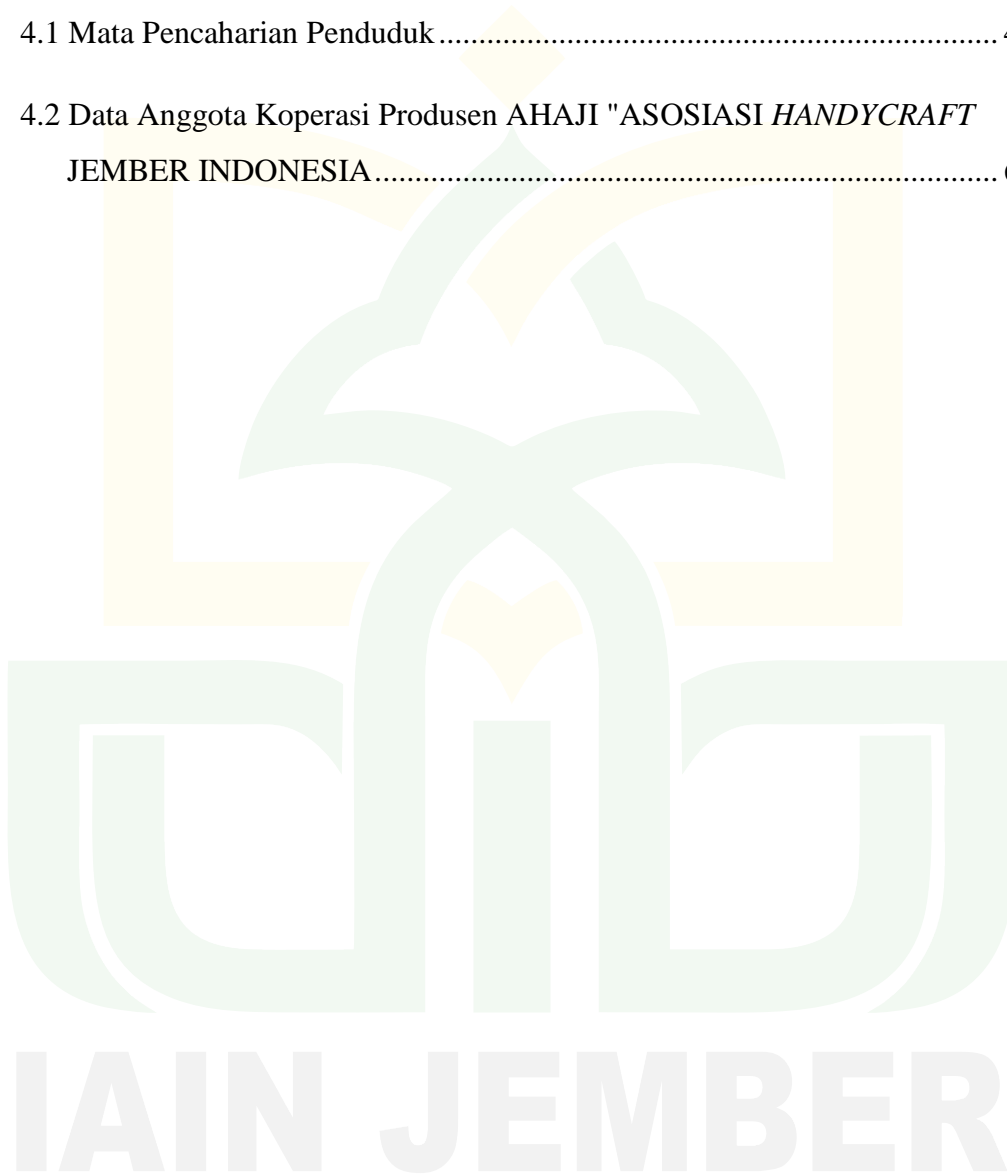 4.1 Mata Pencaharian Penduduk ......................................................................
4.2 Data Anggota Koperasi Produsen AHAJI "ASOSIASI HANDYCRAFT
JEMBER INDONESIA ..............................................................................
IAIN JEMBER